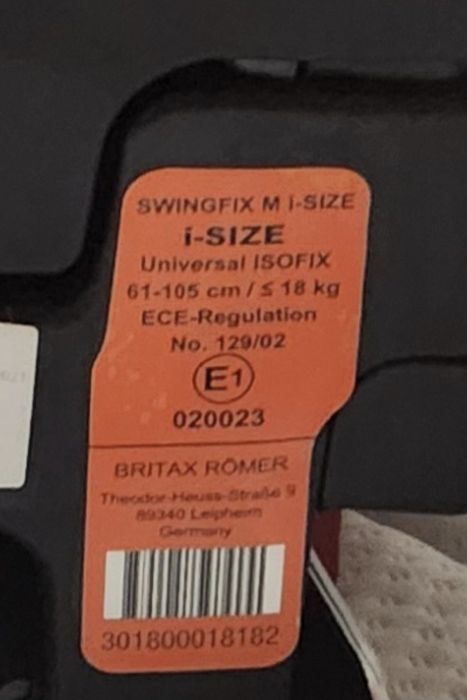 SWINGFIX M i-SIZE
i-SIZE
Universal ISOFIX
61-105 cm / ≤ 18 kg
ECE-Regulation
No. 129/02
E1
020023
BRITAX RÖMER
Theodor-Heuss-Straße 9
89340 Leipheim
Germany
301800018182